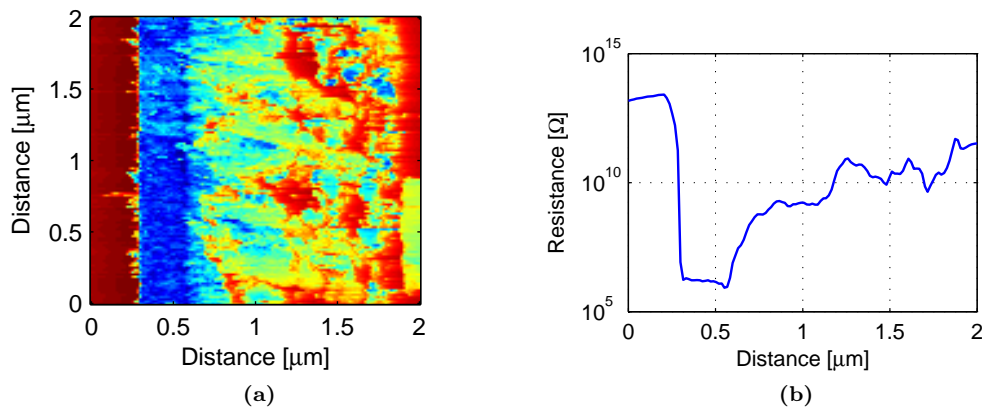 2
1.5
1
0.5
0
Distance [μm]
0 0.5 1 1.5 2
Distance [μm]
(a)
10^15
10^10
10^5
Resistance [Ω]
0 0.5 1 1.5 2
Distance [μm]
(b)